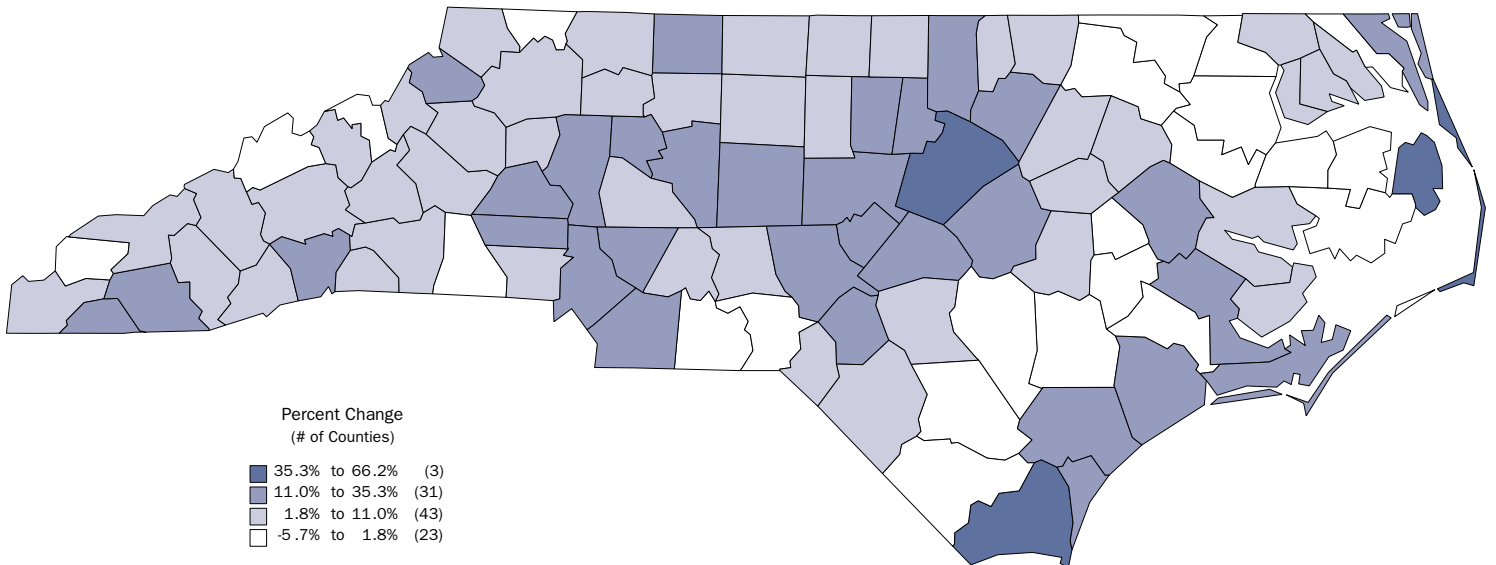 Percent Change
(# of Counties)
35.3% to 66.2% (3)
11.0% to 35.3% (31)
1.8% to 11.0% (43)
-5.7% to 1.8% (23)